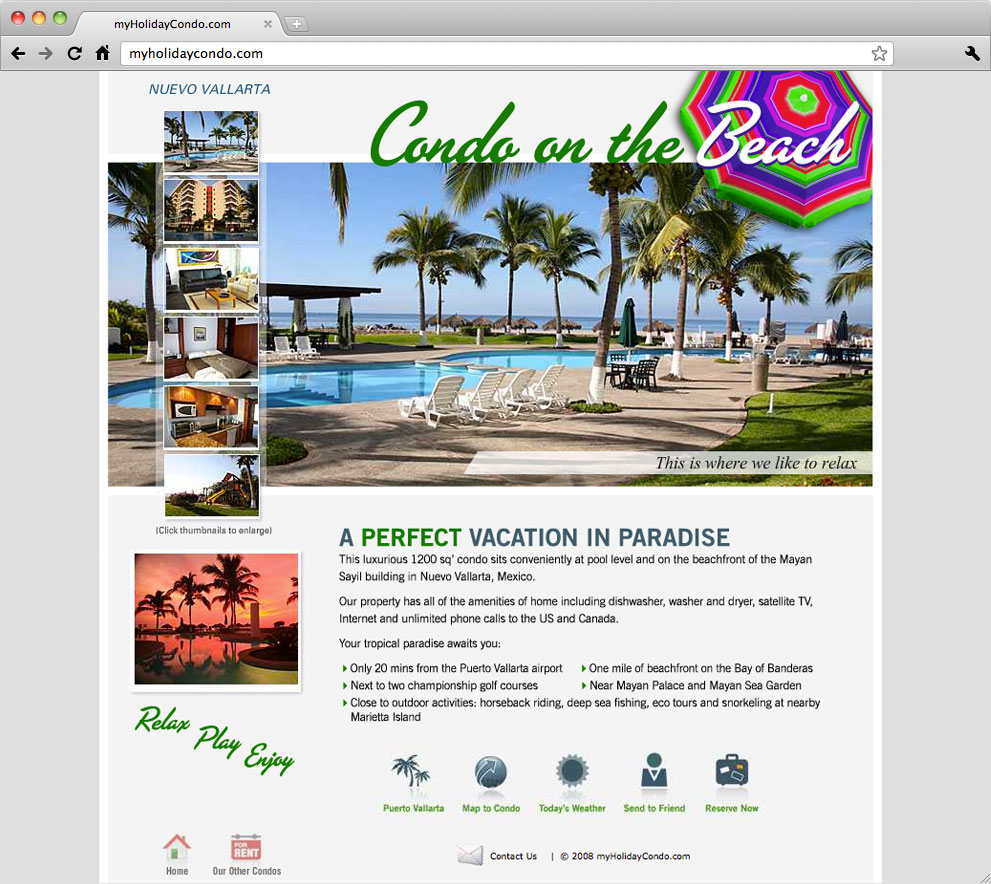 myHolidayCondo.com
myholidaycondo.com
NUEVO VALLARTA
Condo on the Beach
This is where we like to relax
(Click thumbnails to enlarge)
A PERFECT VACATION IN PARADISE
This luxurious 1200 sq' condo sits conveniently at pool level and on the beachfront of the Mayan
Sayil building in Nuevo Vallarta, Mexico.
Our property has all of the amenities of home including dishwasher, washer and dryer, satellite TV,
Internet and unlimited phone calls to the US and Canada.
Your tropical paradise awaits you:
Only 20 mins from the Puerto Vallarta airport
One mile of beachfront on the Bay of Banderas
Next to two championship golf courses
Near Mayan Palace and Mayan Sea Garden
Close to outdoor activities: horseback riding, deep sea fishing, eco tours and snorkeling at nearby
Marietta Island
Relax
Play
Enjoy
Puerto Vallarta
Map to Condo
Today's Weather
Send to Friend
Reserve Now
FOR
RENT
Home
Our Other Condos
Contact Us | © 2008 myHolidayCondo.com